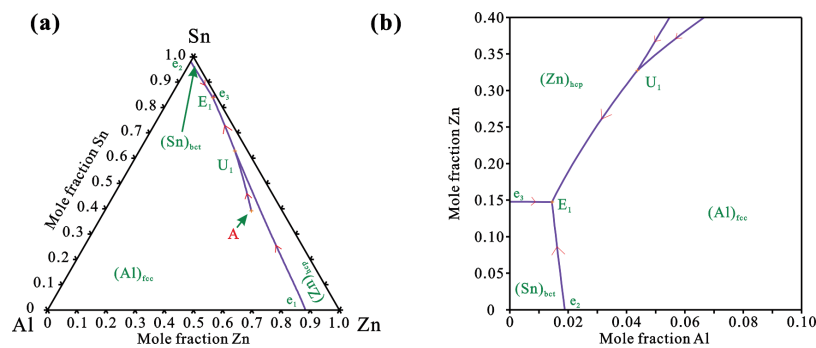 (a)
Sn
1.0
e2
0.9
0.8
e3
E1
0.7
(Sn)bct
0.6
U1
0.5
0.4
A
0.3
0.2
(Al)fcc
0.1
(Zn)hcp
e1
0
Mole fraction Sn
Al
0 0.1 0.2 0.3 0.4 0.5 0.6 0.7 0.8 0.9 1.0
Zn
Mole fraction Zn
(b)
0.40
0.35
0.30
0.25
0.20
0.15
0.10
0.05
0
Mole fraction Zn
(Zn)hcp
U1
e3
E1
(Al)fcc
(Sn)bct
e2
0 0.02 0.04 0.06 0.08 0.10
Mole fraction Al